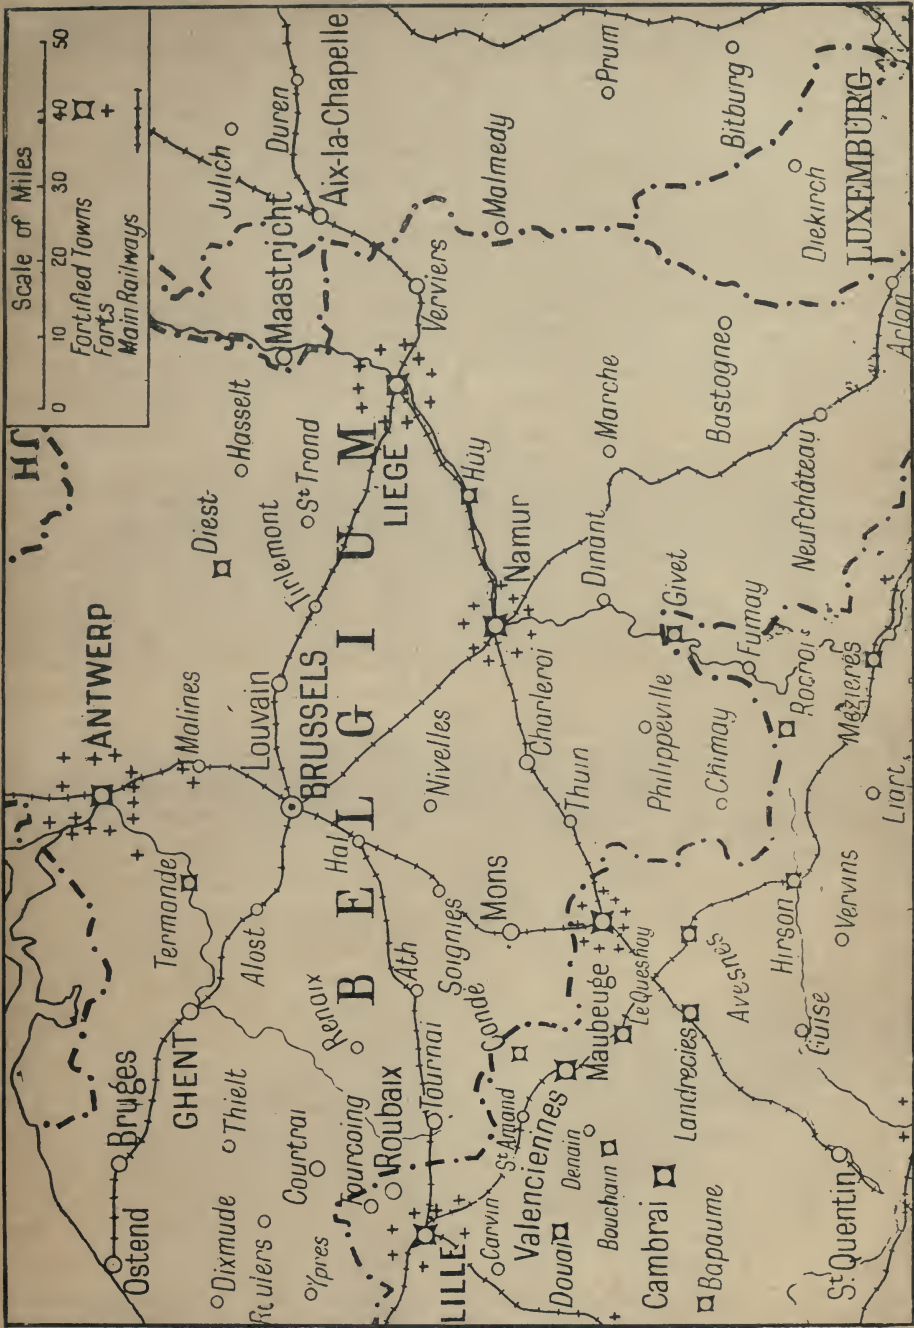 Scale of Miles
0 10 20 30 40 50
Fortified Towns
Forts +
Main Railways
Ostend
Bruges
GHENT
Termonde
Alost
ANTWERP
Malines
Louvain
BRUSSELS
Hal
Diest
Hasselt
Tirlemont
St Trond
Maastricht
Julich
Duren
Aix-la-Chapelle
Dixmude
Thielt
Courtrai
Ypres
Tourcoing
Roubaix
Renaix
BELGIUM
LIÉGE
Verviers
Malmedy
Prum
Bitburg
LILLE
Tournai
Ath
Soignies
Nivelles
Mons
Charleroi
Thuin
Namur
Huy
Dinant
Marche
Bastogne
Diekirch
LUXEMBURG
Carvin
St Amand
Condé
Valenciennes
Denain
Douai
Bouchain
Maubeuge
Le Quesnoy
Philippeville
Chimay
Givet
Fumay
Rocroi
Mézières
Neufchâteau
Arlon
Cambrai
Bapaume
Landrecies
Avesnes
Hirson
Guise
Vervins
Liart
St Quentin